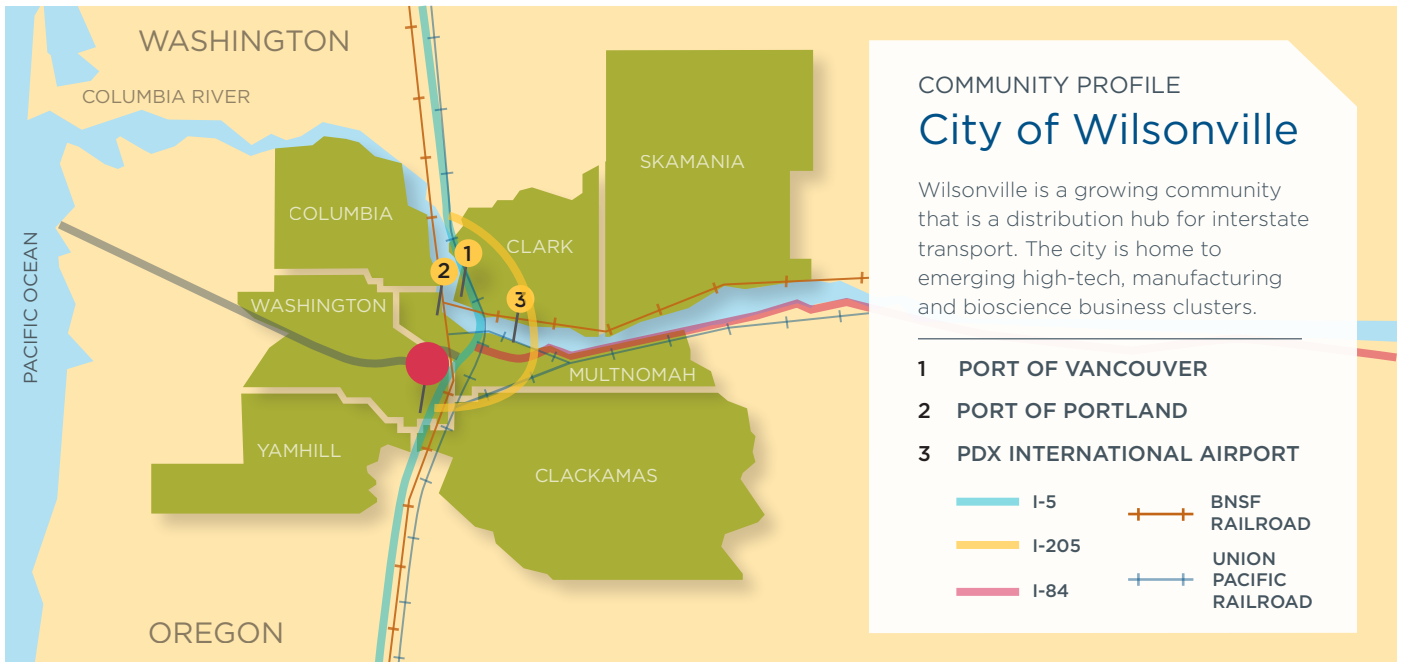 WASHINGTON
COLUMBIA RIVER
PACIFIC OCEAN
SKAMANIA
COLUMBIA
CLARK
1
2
3
WASHINGTON
MULTNOMAH
YAMHILL
CLACKAMAS
OREGON
COMMUNITY PROFILE
City of Wilsonville
Wilsonville is a growing community
that is a distribution hub for interstate
transport. The city is home to
emerging high-tech, manufacturing
and bioscience business clusters.
1 PORT OF VANCOUVER
2 PORT OF PORTLAND
3 PDX INTERNATIONAL AIRPORT
I-5
I-205
I-84
BNSF
RAILROAD
UNION
PACIFIC
RAILROAD